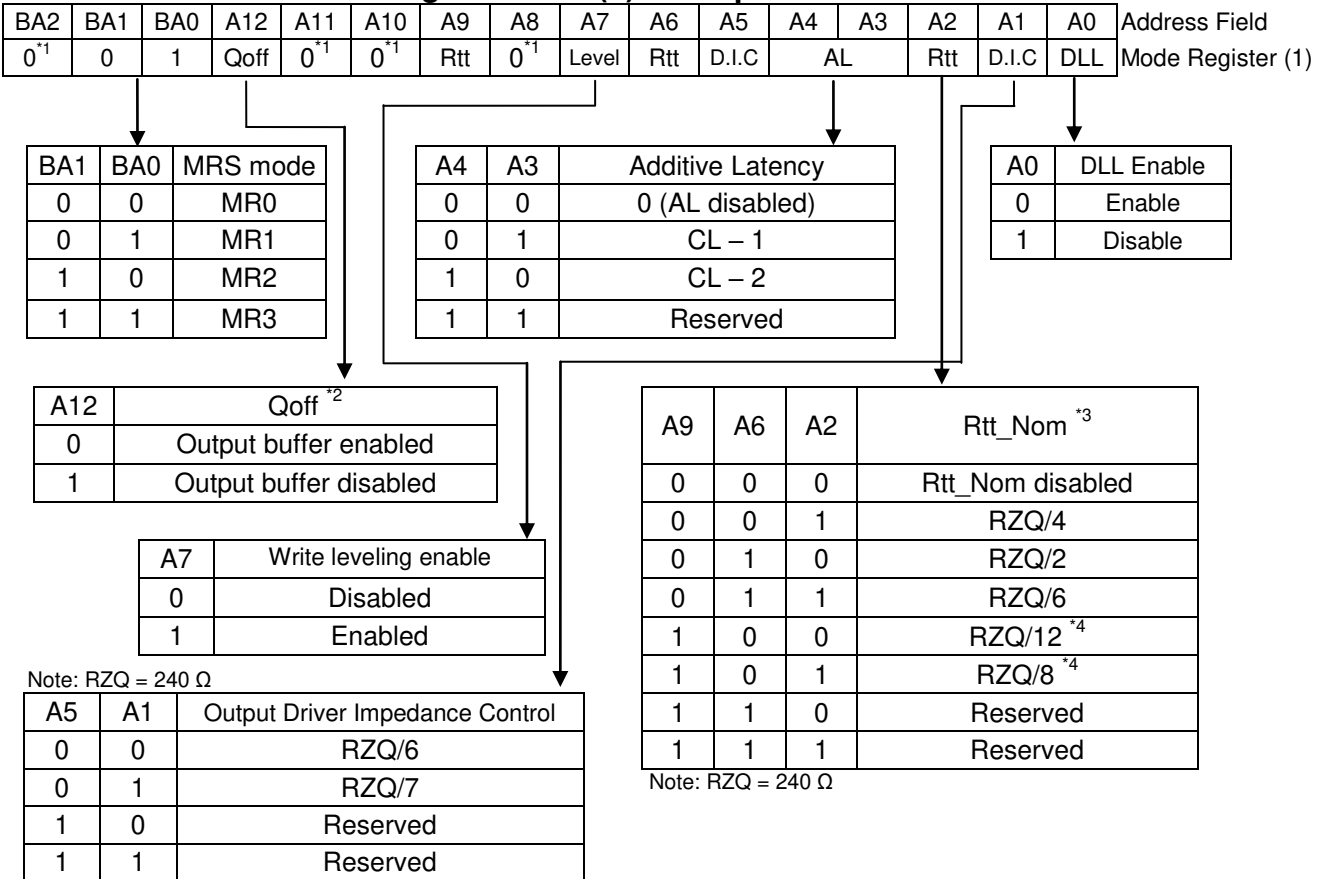 BA2 BA1 BA0 A12 A11 A10 A9 A8 A7 A6 A5 A4 A3 A2 A1 A0 Address Field
0*1 0 1 Qoff 0*1 0*1 Rtt 0*1 Level Rtt D.I.C AL Rtt D.I.C DLL Mode Register (1)
BA1 BA0 MRS mode
0 0 MR0
0 1 MR1
1 0 MR2
1 1 MR3
A4 A3 Additive Latency
0 0 0 (AL disabled)
0 1 CL – 1
1 0 CL – 2
1 1 Reserved
A0 DLL Enable
0 Enable
1 Disable
A12 Qoff *2
0 Output buffer enabled
1 Output buffer disabled
A9 A6 A2 Rtt_Nom *3
0 0 0 Rtt_Nom disabled
0 0 1 RZQ/4
0 1 0 RZQ/2
0 1 1 RZQ/6
1 0 0 RZQ/12 *4
1 0 1 RZQ/8 *4
1 1 0 Reserved
1 1 1 Reserved
Note: RZQ = 240 Ω
A7 Write leveling enable
0 Disabled
1 Enabled
Note: RZQ = 240 Ω
A5 A1 Output Driver Impedance Control
0 0 RZQ/6
0 1 RZQ/7
1 0 Reserved
1 1 Reserved